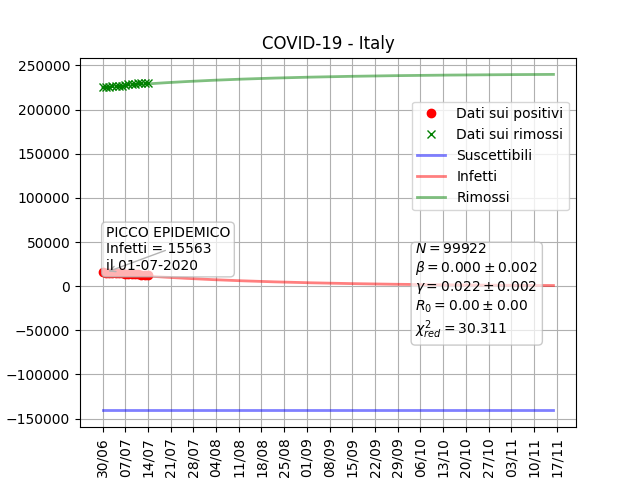 COVID-19 - Italy
250000
200000
150000
100000
50000
0
−50000
−100000
−150000
Dati sui positivi
Dati sui rimossi
Suscettibili
Infetti
Rimossi
PICCO EPIDEMICO
Infetti = 15563
il 01-07-2020
N = 99922
β = 0.000 ± 0.002
γ = 0.022 ± 0.002
R₀ = 0.00 ± 0.00
χ²_red = 30.311
30/06
07/07
14/07
21/07
28/07
04/08
11/08
18/08
25/08
01/09
08/09
15/09
22/09
29/09
06/10
13/10
20/10
27/10
03/11
10/11
17/11